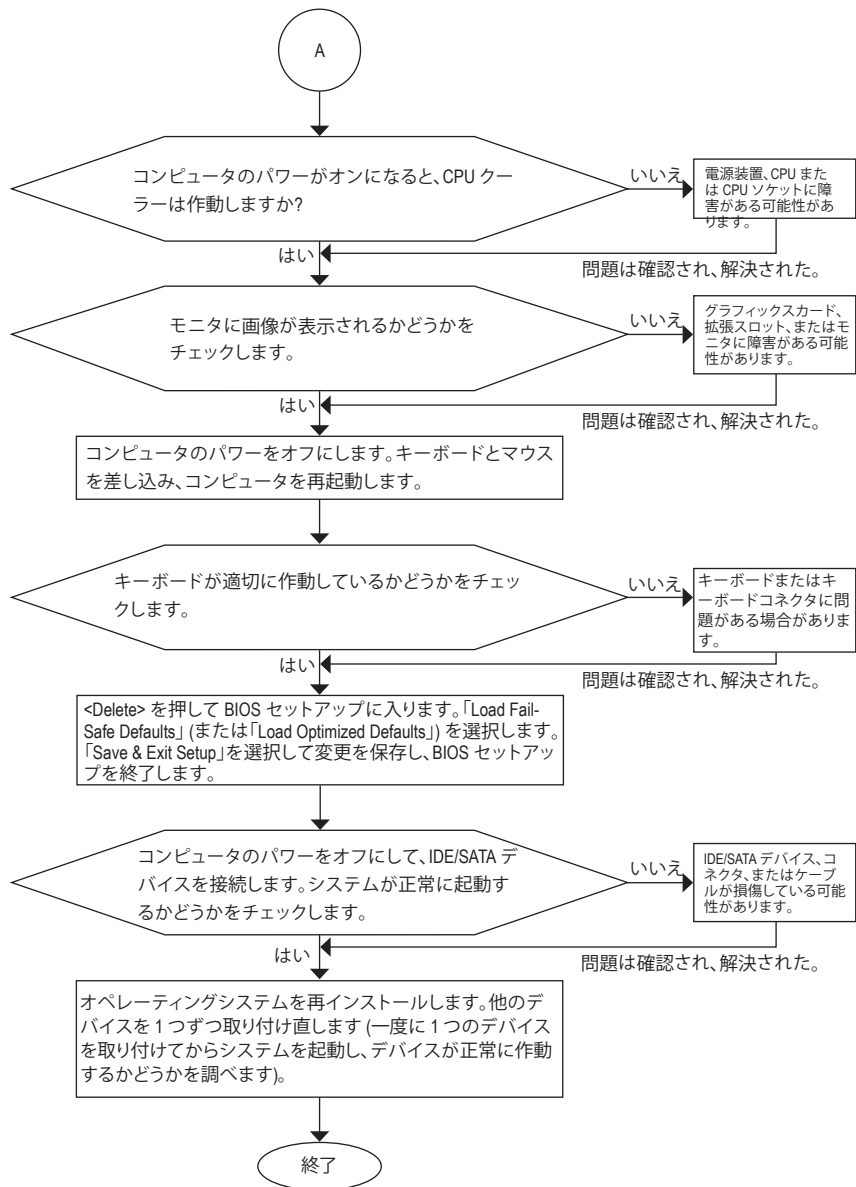 A
コンピュータのパワーがオンになると、CPU クー
ラーは作動しますか?
いいえ
電源装置、CPU また
は CPU ソケットに障
害がある可能性があ
ります。
はい
問題は確認され、解決された。
モニタに画像が表示されるかどうかを
チェックします。
いいえ
グラフィックスカード、
拡張スロット、またはモ
ニタに障害がある可能
性があります。
はい
問題は確認され、解決された。
コンピュータのパワーをオフにします。キーボードとマウス
を差し込み、コンピュータを再起動します。
キーボードが適切に作動しているかどうかをチェッ
クします。
いいえ
キーボードまたはキ
ーボードコネクタに問
題がある場合がありま
す。
はい
問題は確認され、解決された。
<Delete> を押して BIOS セットアップに入ります。「Load Fail-
Safe Defaults」 (または「Load Optimized Defaults」) を選択します。
「Save & Exit Setup」を選択して変更を保存し、BIOS セットアッ
プを終了します。
コンピュータのパワーをオフにして、IDE/SATA デ
バイスを接続します。システムが正常に起動す
るかどうかをチェックします。
いいえ
IDE/SATA デバイス、コ
ネクタ、またはケーブ
ルが損傷している可能
性があります。
はい
問題は確認され、解決された。
オペレーティングシステムを再インストールします。他のデ
バイスを 1 つずつ取り付け直します (一度に 1 つのデバイス
を取り付けてからシステムを起動し、デバイスが正常に作動
するかどうかを調べます)。
終了